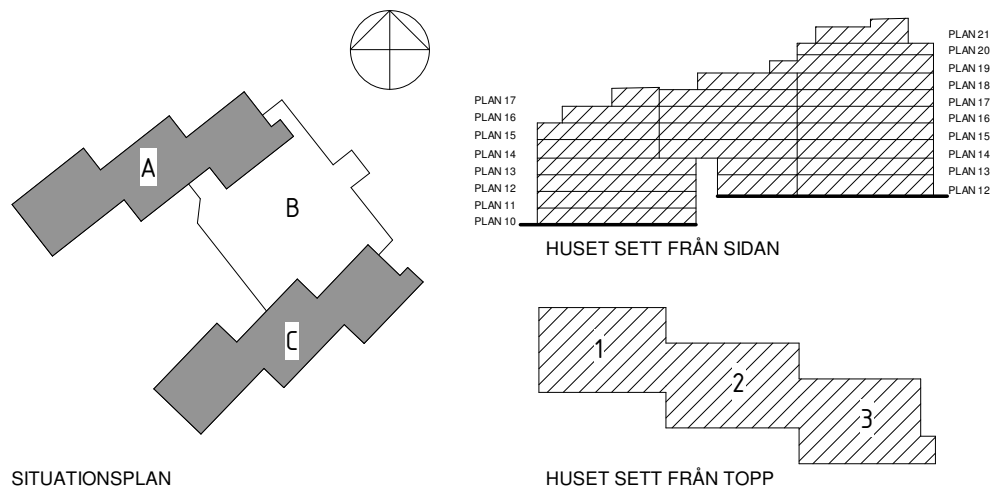 A
B
C
SITUATIONSPLAN
PLAN 17
PLAN 16
PLAN 15
PLAN 14
PLAN 13
PLAN 12
PLAN 11
PLAN 10
PLAN 21
PLAN 20
PLAN 19
PLAN 18
PLAN 17
PLAN 16
PLAN 15
PLAN 14
PLAN 13
PLAN 12
HUSET SETT FRÅN SIDAN
1
2
3
HUSET SETT FRÅN TOPP